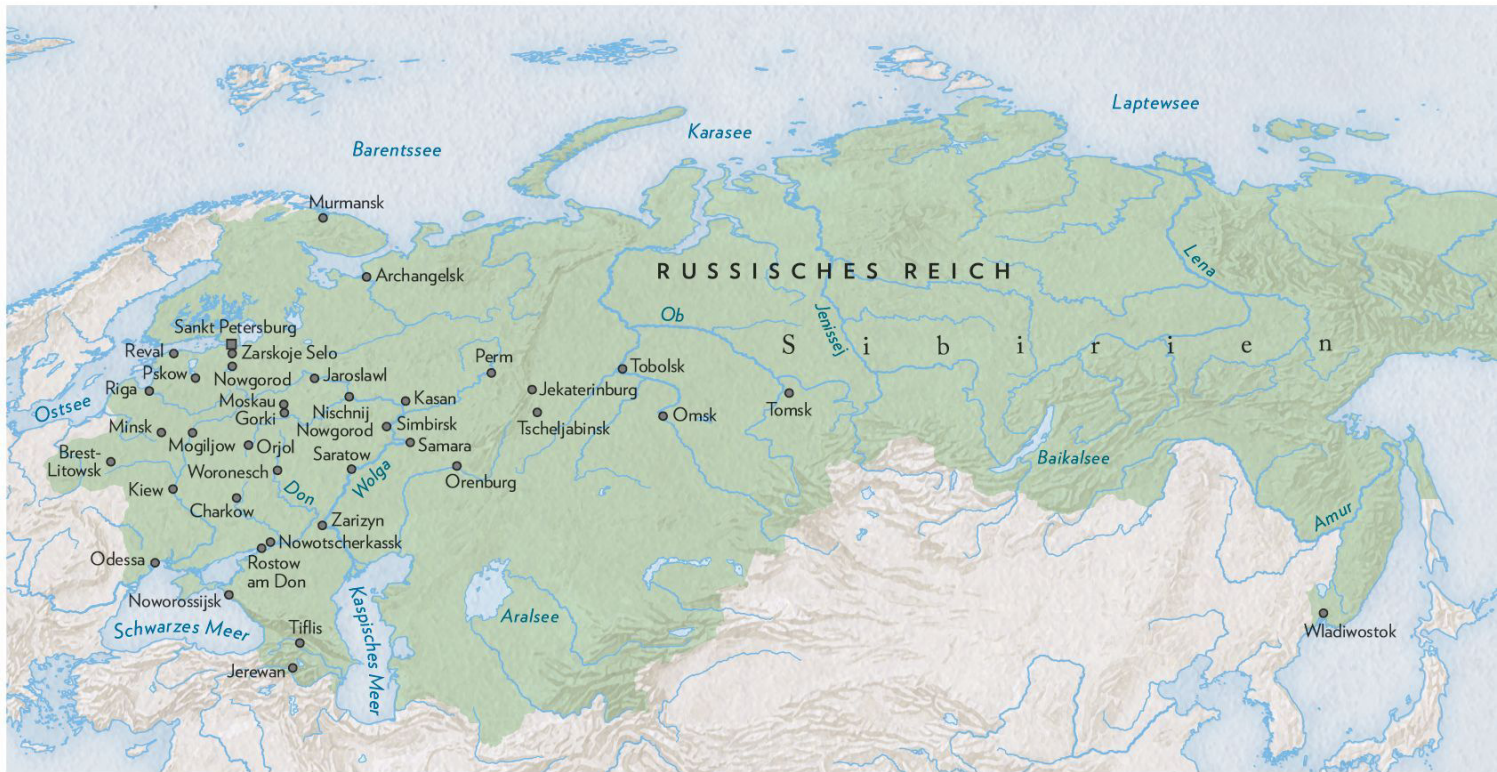 Laptewsee
Karasee
Barentssee
Murmansk
Lena
RUSSISCHES REICH
Archangelsk
Ob
Jenissej
Sankt Petersburg
Sibirien
Reval
Zarskoje Selo
Perm
Tobolsk
Pskow
Nowgorod
Jaroslawl
Riga
Jekaterinburg
Moskau
Kasan
Ostsee
Gorki
Nischnij
Nowgorod
Tomsk
Omsk
Minsk
Simbirsk
Tscheljabinsk
Mogiljow
Orjol
Samara
Brest-
Litowsk
Saratow
Baikalsee
Woronesch
Wolga
Orenburg
Kiew
Don
Charkow
Amur
Zarizyn
Nowotscherkassk
Odessa
Rostow
am Don
Noworossijsk
Kaspisches Meer
Aralsee
Schwarzes Meer
Tiflis
Wladiwostok
Jerewan